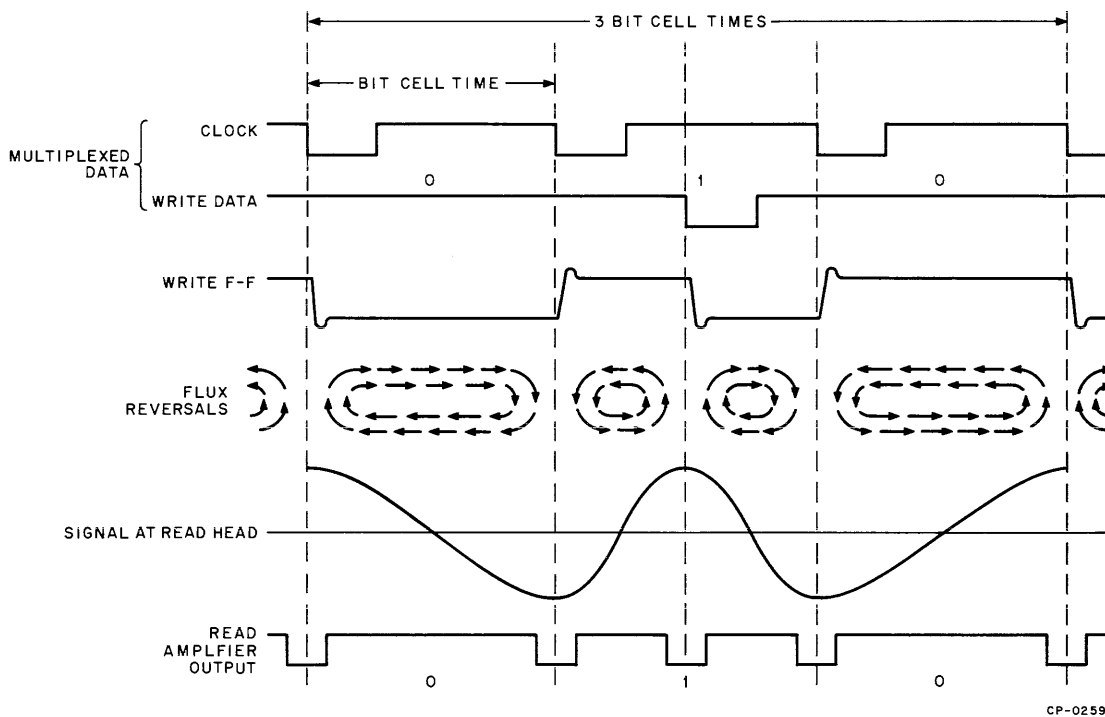 3 BIT CELL TIMES
BIT CELL TIME
CLOCK
MULTIPLEXED
DATA
0 1 0
WRITE DATA
WRITE F-F
FLUX
REVERSALS
SIGNAL AT READ HEAD
READ
AMPLFIER
OUTPUT
0 1 0
CP-0259